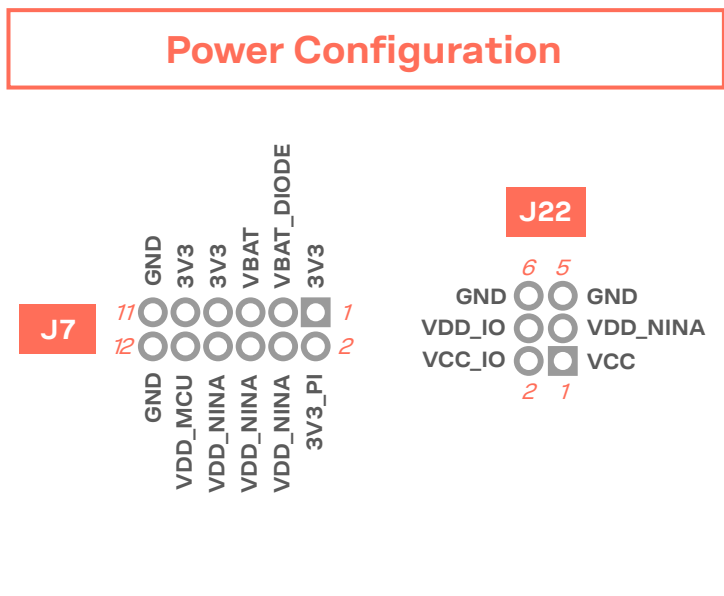 Power Configuration
J7
GND
3V3
3V3
VBAT
VBAT_DIODE
3V3
11
1
12
2
GND
VDD_MCU
VDD_NINA
VDD_NINA
VDD_NINA
3V3_PI
J22
6 5
GND GND
VDD_IO VDD_NINA
VCC_IO VCC
2 1